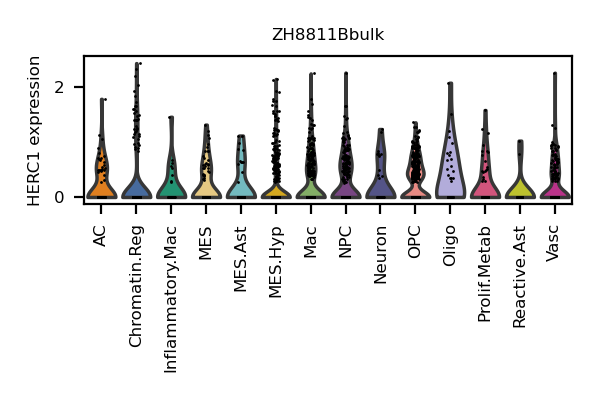 ZH8811Bbulk
HERC1 expression
2
0
AC
Chromatin.Reg
Inflammatory.Mac
MES
MES.Ast
MES.Hyp
Mac
NPC
Neuron
OPC
Oligo
Prolif.Metab
Reactive.Ast
Vasc